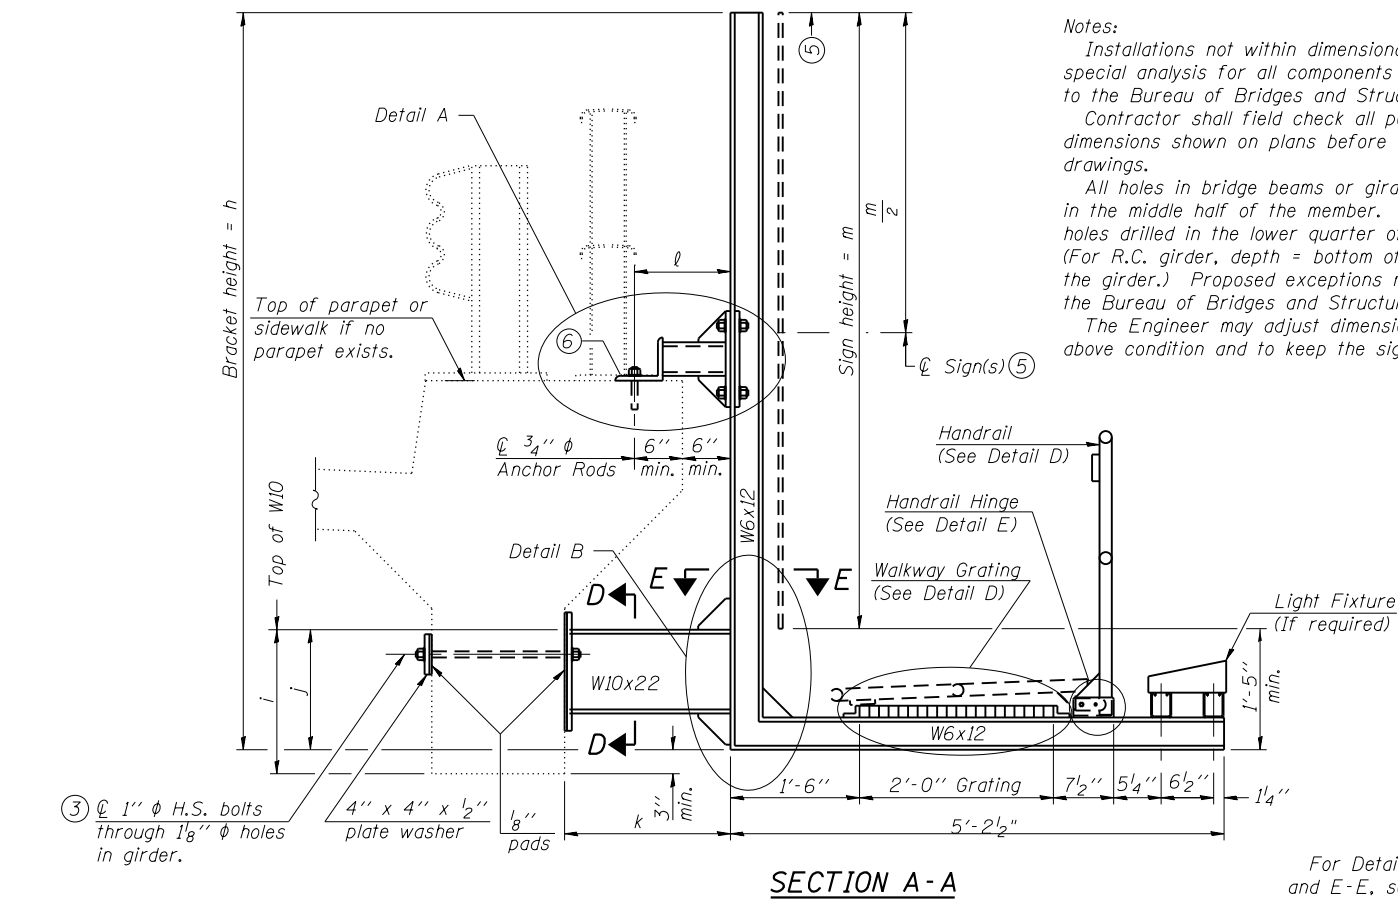 Notes:
Installations not within dimensiona
special analysis for all components
to the Bureau of Bridges and Struc
Contractor shall field check all p
dimensions shown on plans before
drawings.
All holes in bridge beams or gird
in the middle half of the member.
holes drilled in the lower quarter of
(For R.C. girder, depth = bottom of
the girder.) Proposed exceptions
the Bureau of Bridges and Structu
The Engineer may adjust dimensi
above condition and to keep the sig
5
Detail A
Bracket height = h
m
2
ℓ
Sign height = m
Top of parapet or
sidewalk if no
parapet exists.
6
℄ Sign(s) 5
℄ 3/4" ϕ
Anchor Rods
6"
min.
6"
min.
Handrail
(See Detail D)
Top of W10
W6x12
Handrail Hinge
(See Detail E)
Detail B
E
E
Walkway Grating
(See Detail D)
D
Light Fixture
(If required)
W10x22
i
j
1'-5"
min.
D
W6x12
1'-6"
2'-0" Grating
7 1/2"
5 1/4"
6 1/2"
1 1/4"
3 ℄ 1" ϕ H.S. bolts
through 1 1/8" ϕ holes
in girder.
4" x 4" x 1/2"
plate washer
1/8"
pads
k
3"
min.
5'-2 1/2"
SECTION A-A
For Detai
and E-E, s